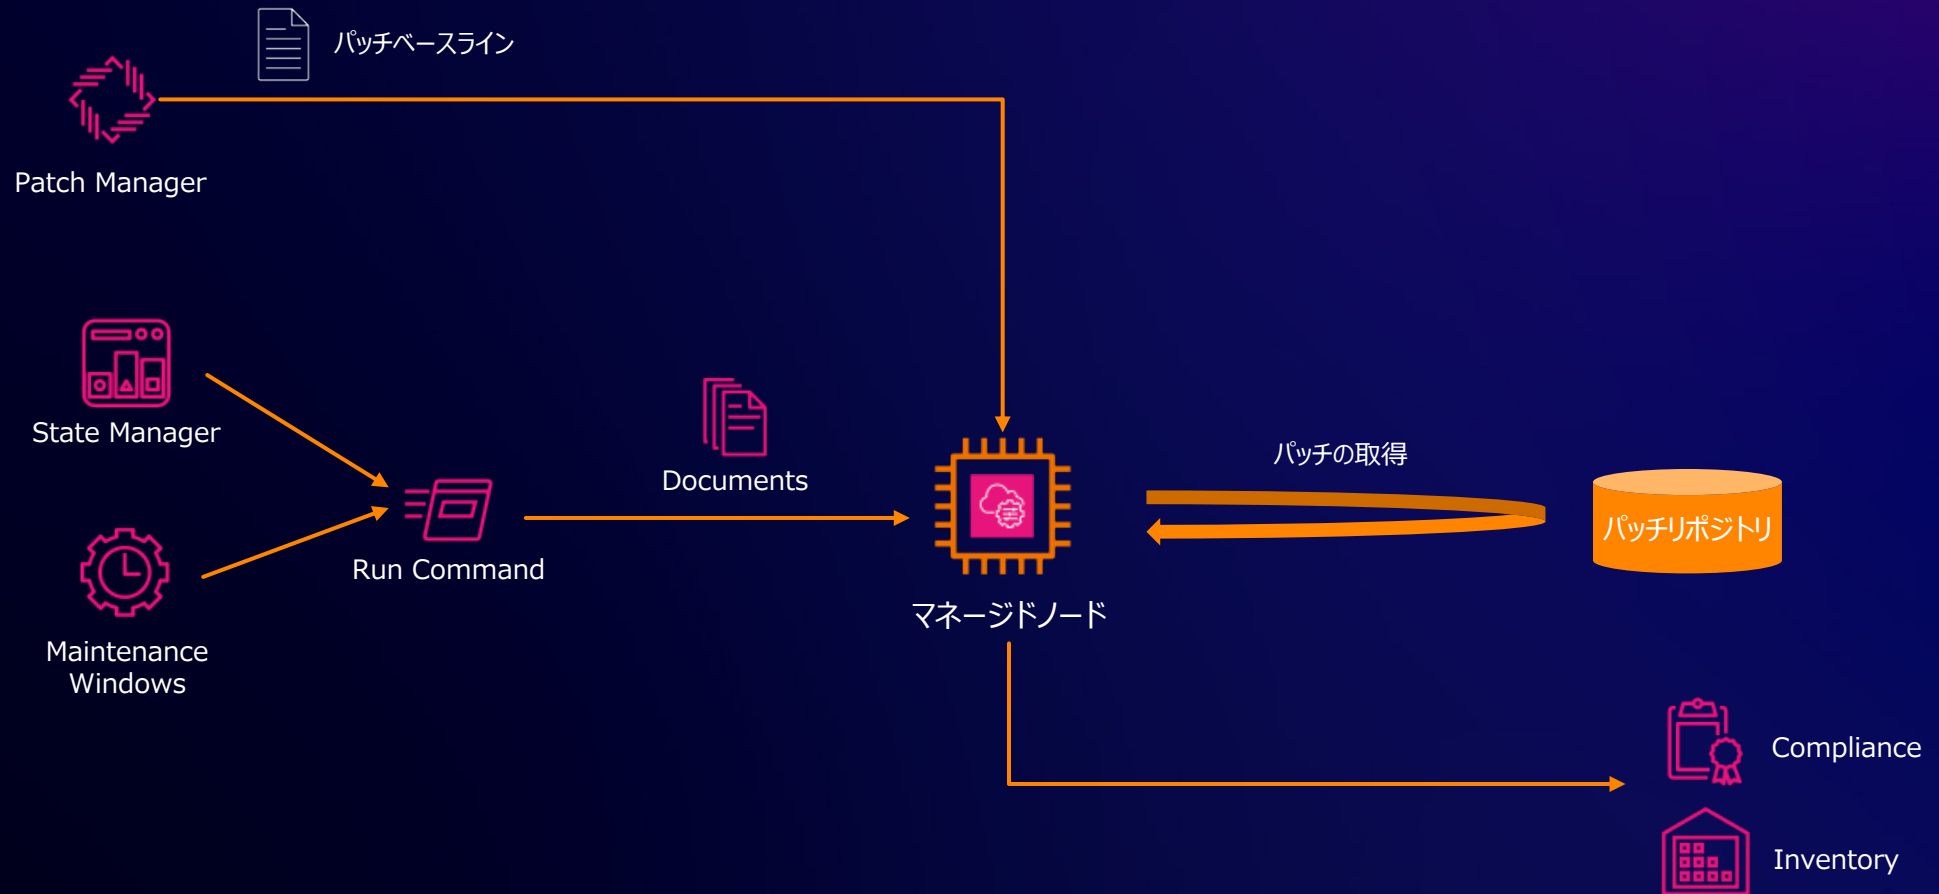 パッチベースライン
Patch Manager
State Manager
Documents
パッチの取得
パッチリポジトリ
Run Command
マネージドノード
Maintenance
Windows
Compliance
Inventory